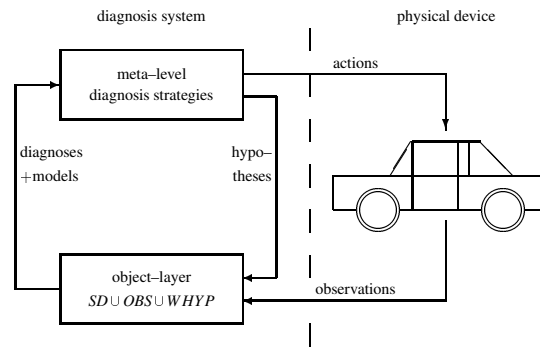 diagnosis system
physical device
meta–level
diagnosis strategies
actions
diagnoses
+models
hypo–
theses
object–layer
SD ∪ OBS ∪ WHYP
observations